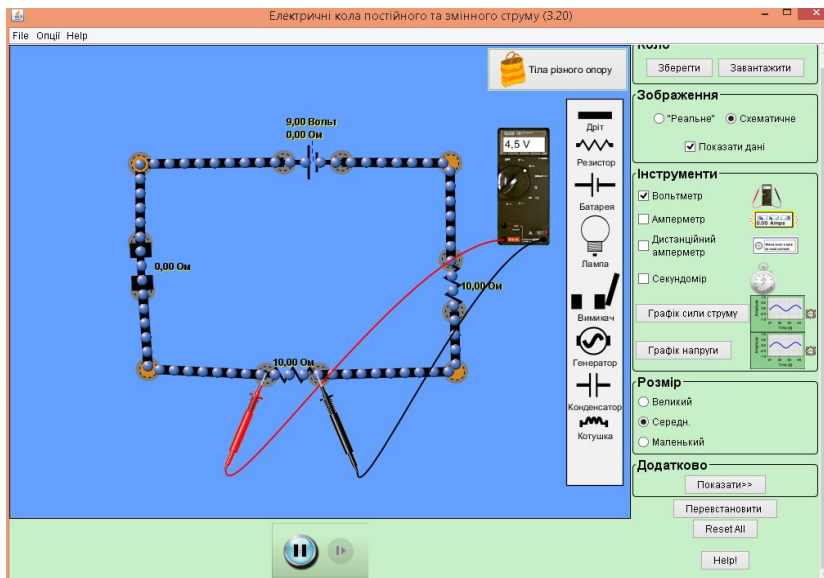 Електричні кола постійного та змінного струму (3.20)
File Опції Help
Тіла різного опору
9,00 Вольт
0,00 Ом
0,00 Ом
10,00 Ом
10,00 Ом
4,5 V
Дріт
Резистор
Батарея
Лампа
Вимикач
Генератор
Конденсатор
Котушка
Коло
Зберегти Завантажити
Зображення
"Реальне" Схематичне
Показати дані
Інструменти
Вольтметр
Амперметр
0.00 Amps
Дистанційний
амперметр
Секундомір
Графік сили струму
Графік напруги
Розмір
Великий
Середн.
Маленький
Додатково
Показати>>
Перевстановити
Reset All
Help!